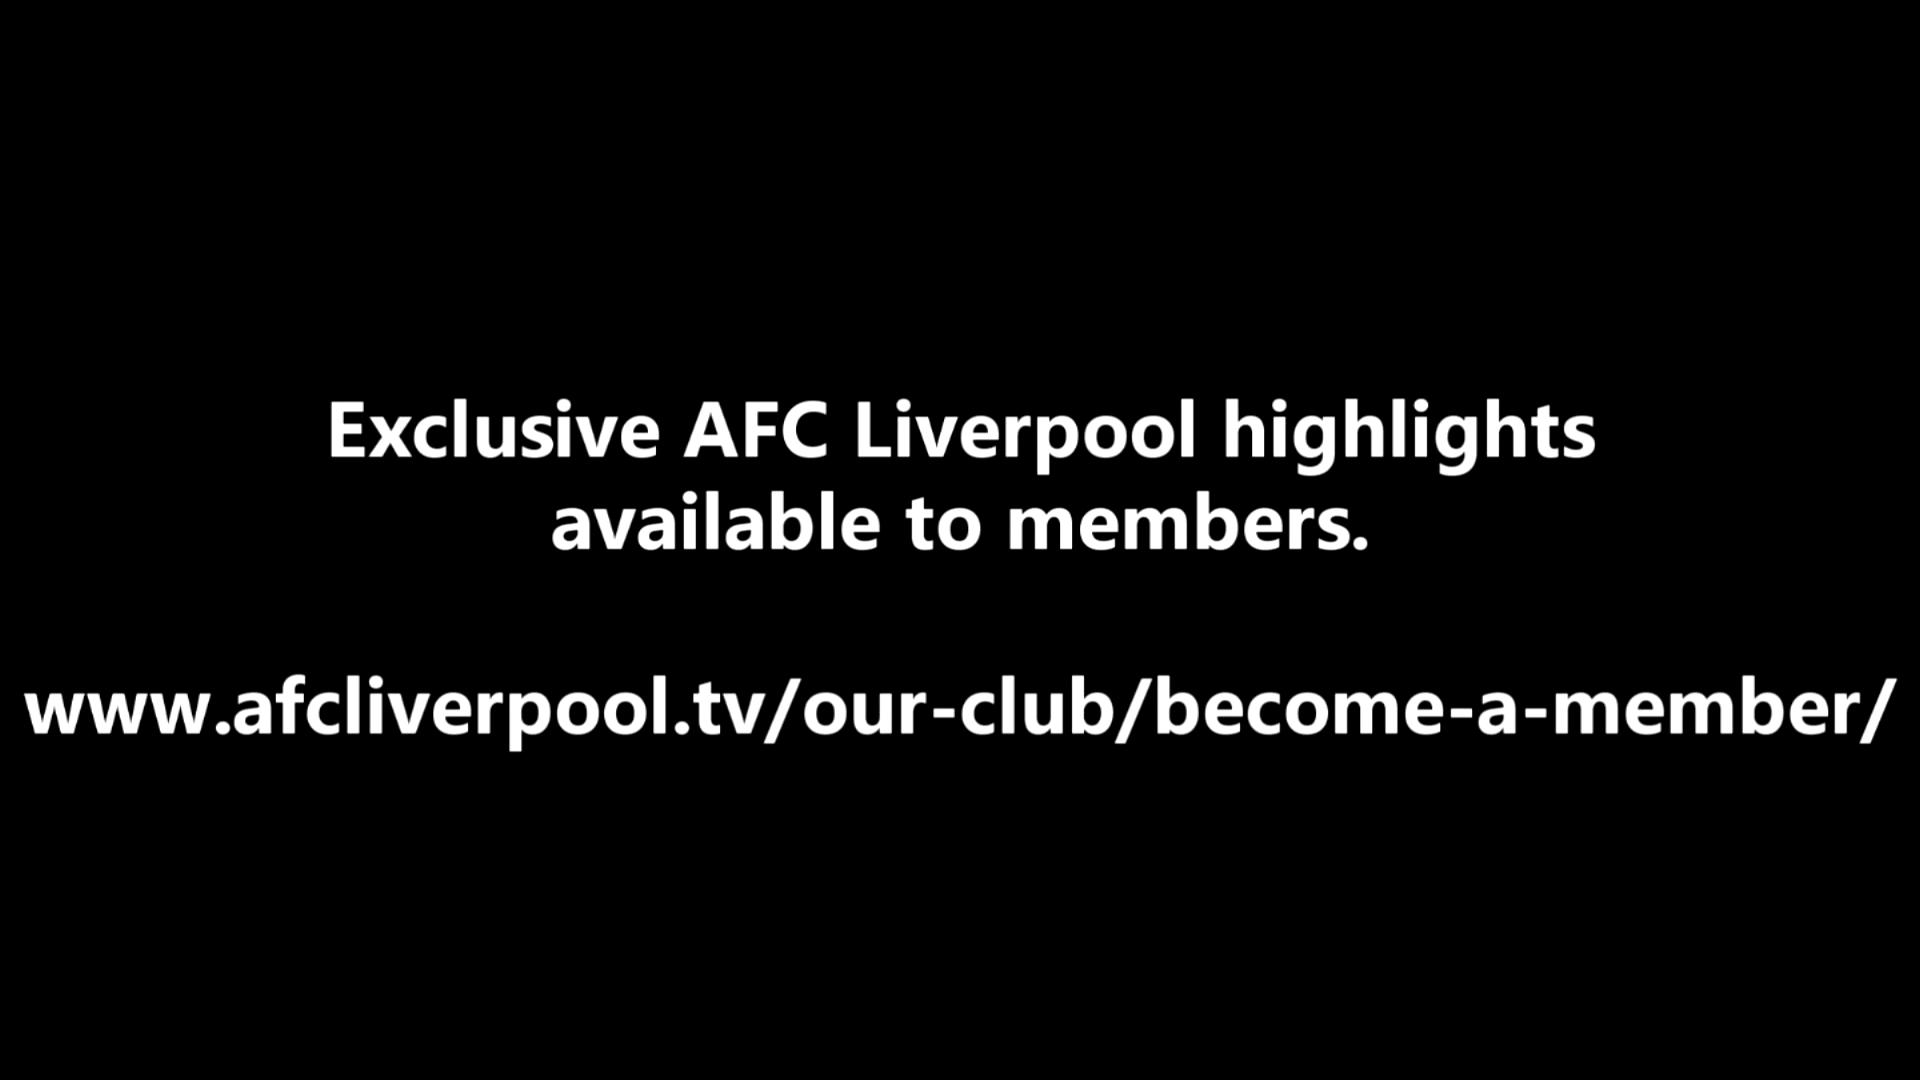 Exclusive AFC Liverpool highlights
available to members.
www.afcliverpool.tv/our-club/become-a-member/